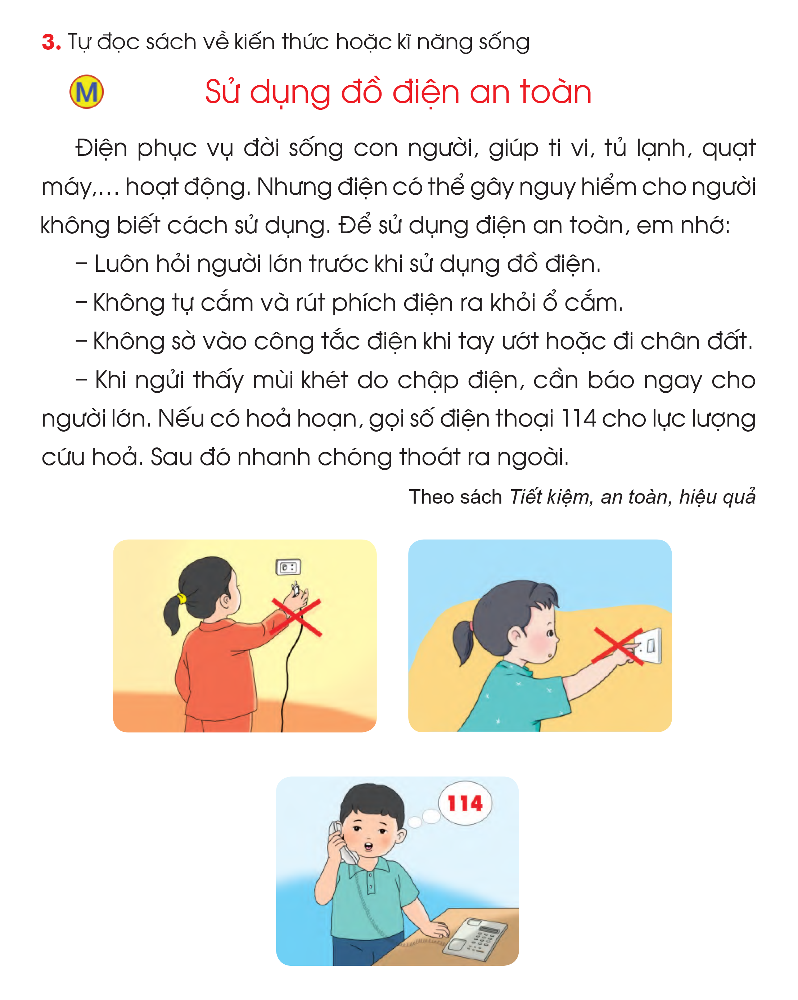 3. Tự đọc sách về kiến thức hoặc kĩ năng sống
M
Sử dụng đồ điện an toàn
Điện phục vụ đời sống con người, giúp ti vi, tủ lạnh, quạt
máy,... hoạt động. Nhưng điện có thể gây nguy hiểm cho người
không biết cách sử dụng. Để sử dụng điện an toàn, em nhớ:
– Luôn hỏi người lớn trước khi sử dụng đồ điện.
– Không tự cắm và rút phích điện ra khỏi ổ cắm.
– Không sờ vào công tắc điện khi tay ướt hoặc đi chân đất.
– Khi ngửi thấy mùi khét do chập điện, cần báo ngay cho
người lớn. Nếu có hoả hoạn, gọi số điện thoại 114 cho lực lượng
cứu hoả. Sau đó nhanh chóng thoát ra ngoài.
Theo sách Tiết kiệm, an toàn, hiệu quả
114